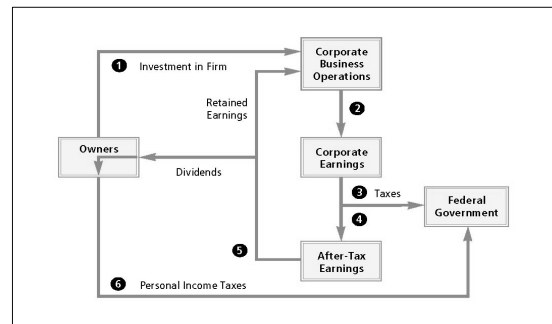 1 Investment in Firm
Corporate
Business
Operations
Retained
Earnings
2
Owners
Dividends
Corporate
Earnings
3 Taxes
4
Federal
Government
5
After-Tax
Earnings
6 Personal Income Taxes